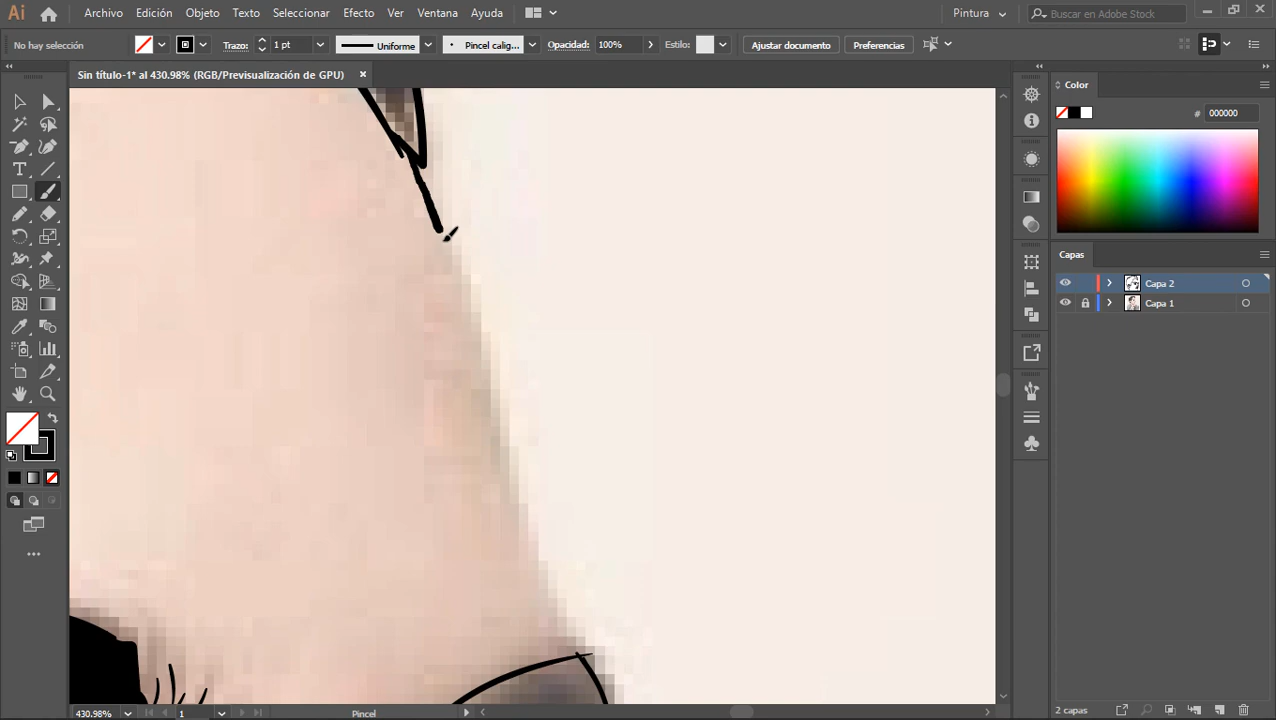 Ai Archivo Edición Objeto Texto Seleccionar Efecto Ver Ventana Ayuda Pintura Buscar en Adobe Stock
No hay selección Trazo: 1 pt Uniforme Pincel calig... Opacidad: 100% Estilo: Ajustar documento Preferencias
Sin título-1* al 430.98% (RGB/Previsualización de GPU)
Color
# 000000
Capas
Capa 2
Capa 1
2 capas
430.98% 1 Pincel